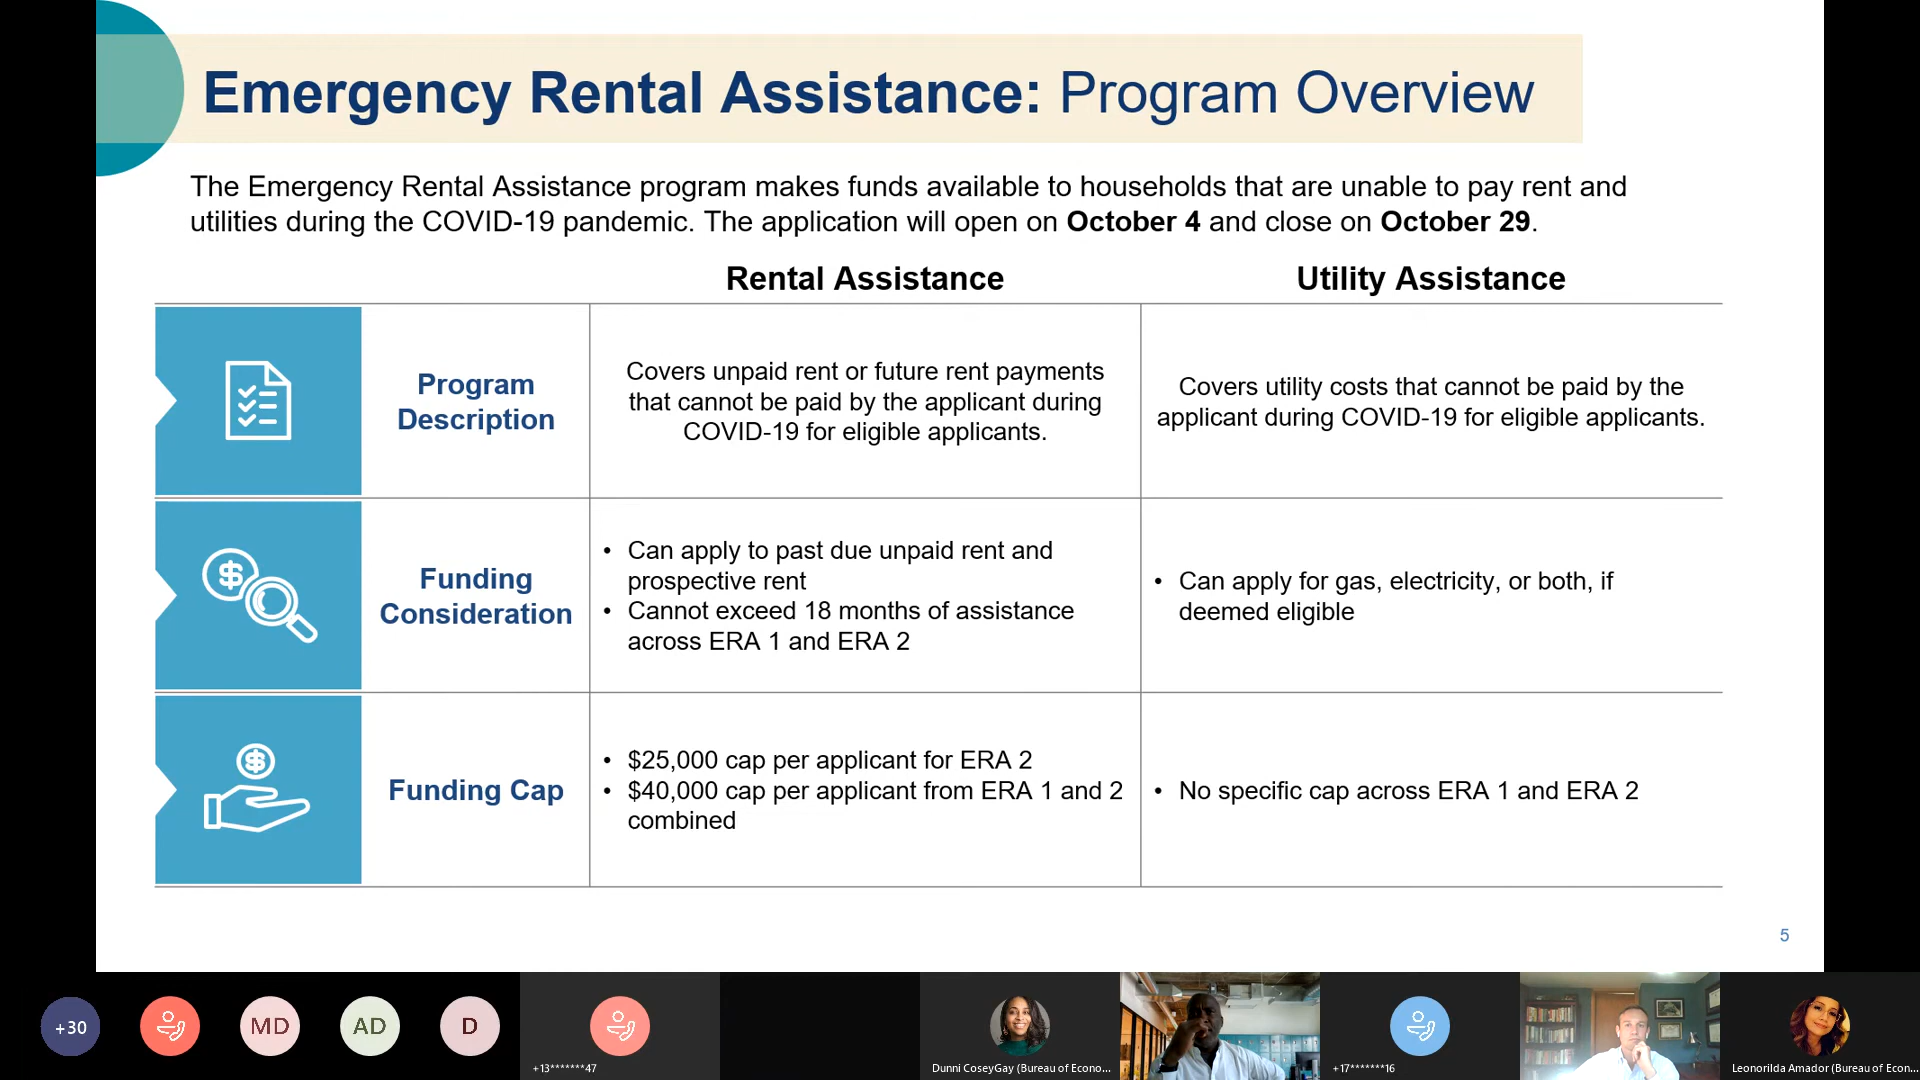 Emergency Rental Assistance: Program Overview
The Emergency Rental Assistance program makes funds available to households that are unable to pay rent and
utilities during the COVID-19 pandemic. The application will open on October 4 and close on October 29.
Rental Assistance
Utility Assistance
Program
Description
Covers unpaid rent or future rent payments
that cannot be paid by the applicant during
COVID-19 for eligible applicants.
Covers utility costs that cannot be paid by the
applicant during COVID-19 for eligible applicants.
Funding
Consideration
• Can apply to past due unpaid rent and
prospective rent
• Cannot exceed 18 months of assistance
across ERA 1 and ERA 2
• Can apply for gas, electricity, or both, if
deemed eligible
Funding Cap
• $25,000 cap per applicant for ERA 2
• $40,000 cap per applicant from ERA 1 and 2
combined
• No specific cap across ERA 1 and ERA 2
5
+30
MD
AD
D
+13*******47
Dunni CoseyGay (Bureau of Econo...
+17*******16
Leonorilda Amador (Bureau of Econ...